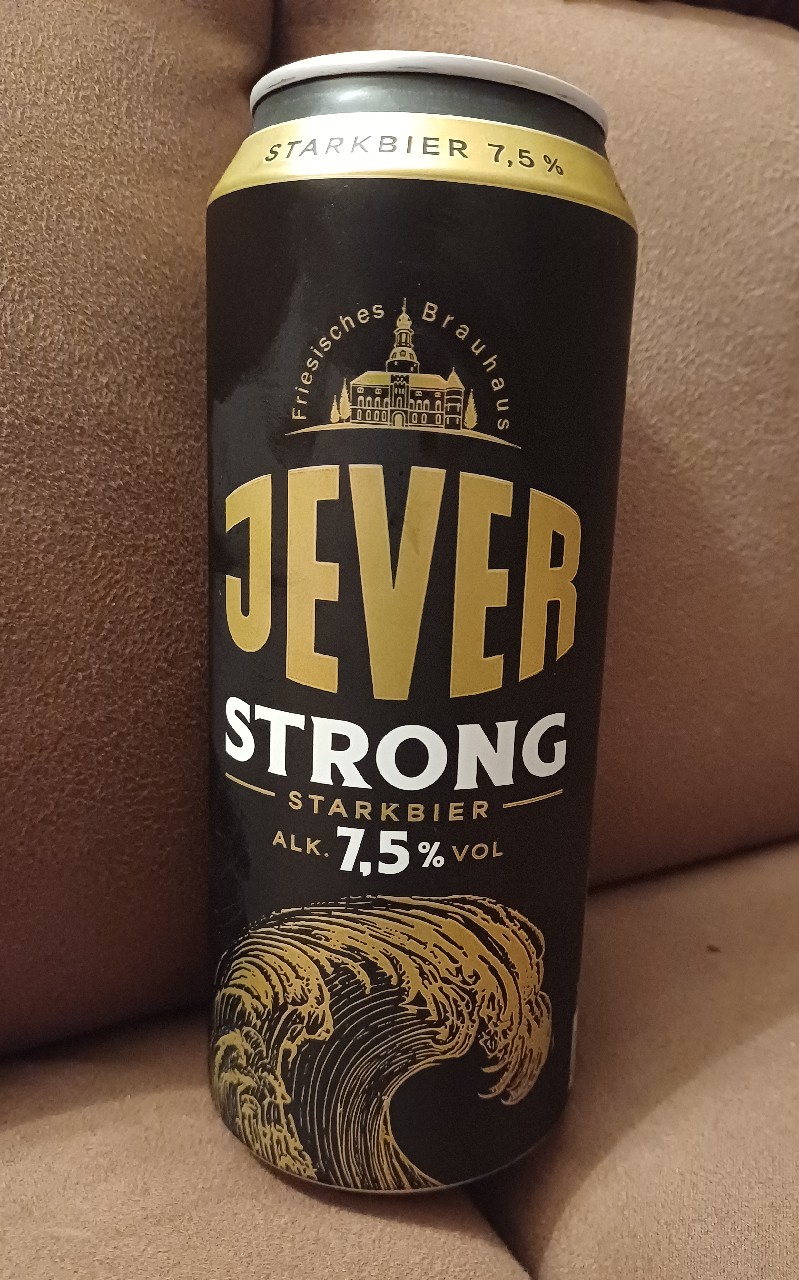 STARKBIER 7,5%
Friesisches Brauhaus
JEVER
STRONG
STARKBIER
ALK. 7,5% VOL